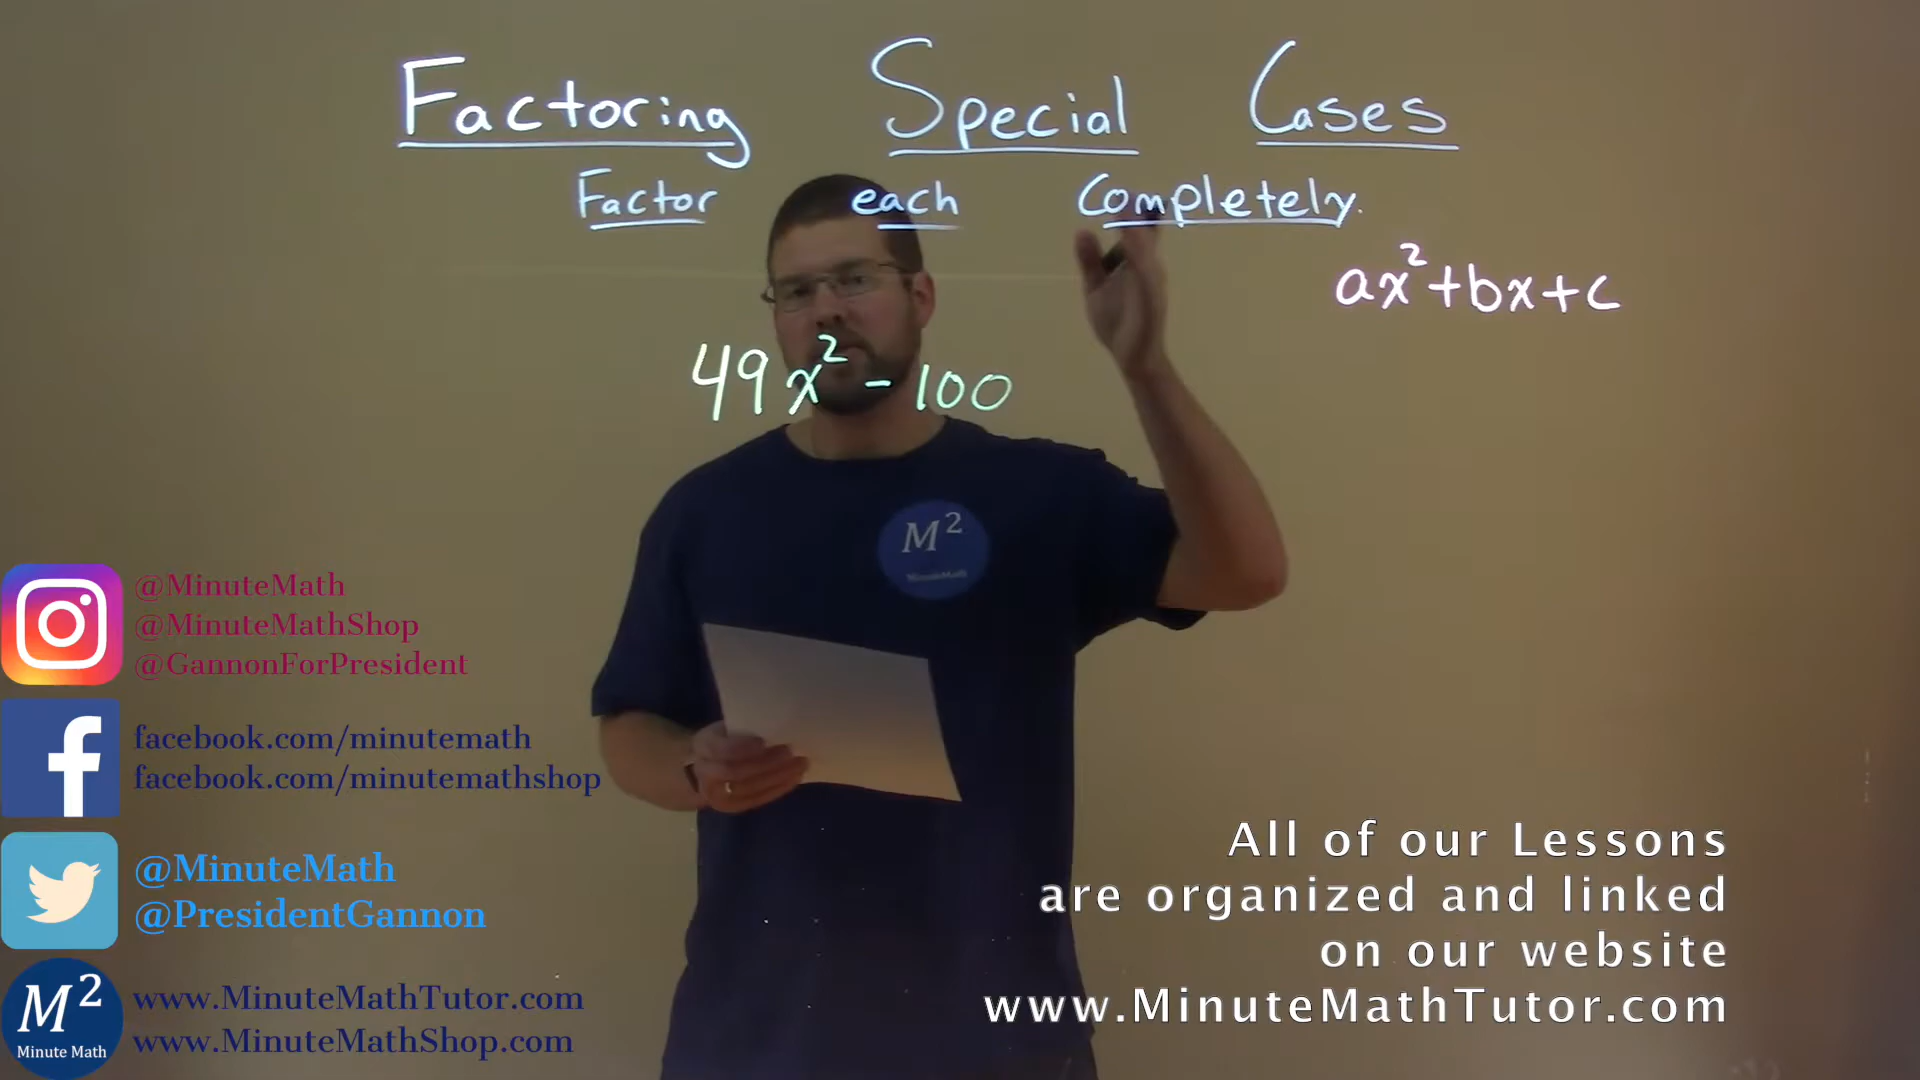 Factoring Special Cases
Factor each Completely.
ax²+bx+c
49x²-100
M²
MinuteMath
@MinuteMath
@MinuteMathShop
@GannonForPresident
facebook.com/minutemath
facebook.com/minutemathshop
@MinuteMath
@PresidentGannon
M²
Minute Math
www.MinuteMathTutor.com
www.MinuteMathShop.com
All of our Lessons
are organized and linked
on our website
www.MinuteMathTutor.com